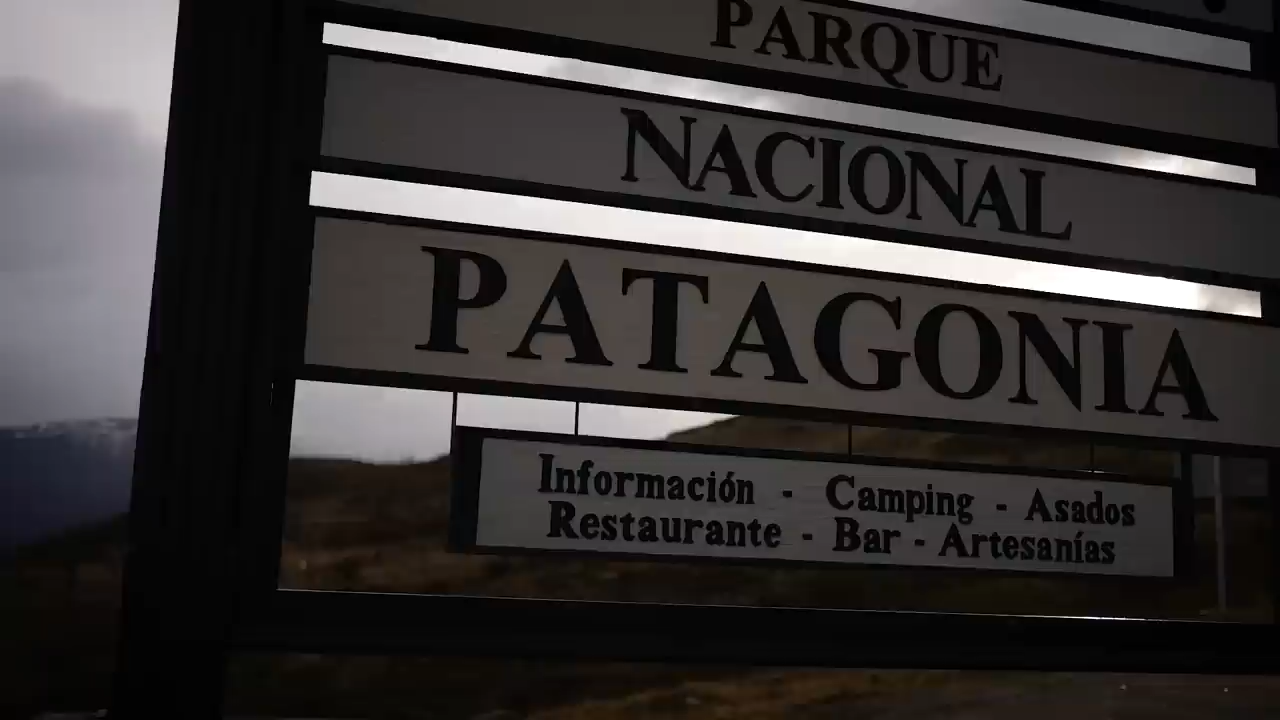 PARQUE
NACIONAL
PATAGONIA
Información - Camping - Asados
Restaurante - Bar - Artesanías